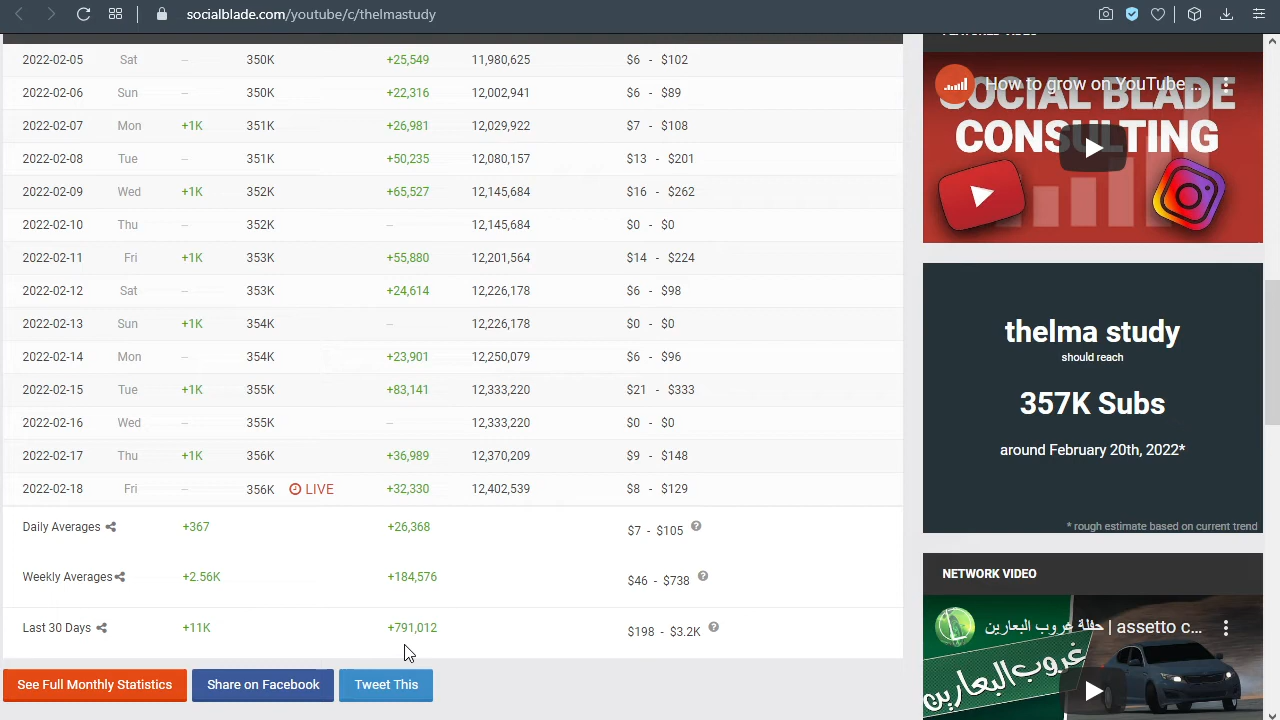 socialblade.com/youtube/c/thelmastudy
2022-02-05 Sat – 350K +25,549 11,980,625 $6 - $102
2022-02-06 Sun – 350K +22,316 12,002,941 $6 - $89
2022-02-07 Mon +1K 351K +26,981 12,029,922 $7 - $108
2022-02-08 Tue – 351K +50,235 12,080,157 $13 - $201
2022-02-09 Wed +1K 352K +65,527 12,145,684 $16 - $262
2022-02-10 Thu – 352K – 12,145,684 $0 - $0
2022-02-11 Fri +1K 353K +55,880 12,201,564 $14 - $224
2022-02-12 Sat – 353K +24,614 12,226,178 $6 - $98
2022-02-13 Sun +1K 354K – 12,226,178 $0 - $0
2022-02-14 Mon – 354K +23,901 12,250,079 $6 - $96
2022-02-15 Tue +1K 355K +83,141 12,333,220 $21 - $333
2022-02-16 Wed – 355K – 12,333,220 $0 - $0
2022-02-17 Thu +1K 356K +36,989 12,370,209 $9 - $148
2022-02-18 Fri – 356K LIVE +32,330 12,402,539 $8 - $129
Daily Averages +367 +26,368 $7 - $105
Weekly Averages +2.56K +184,576 $46 - $738
Last 30 Days +11K +791,012 $198 - $3.2K
See Full Monthly Statistics Share on Facebook Tweet This
How to grow on YouTube ...
SOCIAL BLADE
CONSULTING
thelma study
should reach
357K Subs
around February 20th, 2022*
* rough estimate based on current trend
NETWORK VIDEO
حفلة غروب البعارين | assetto c...
غروب البعارين